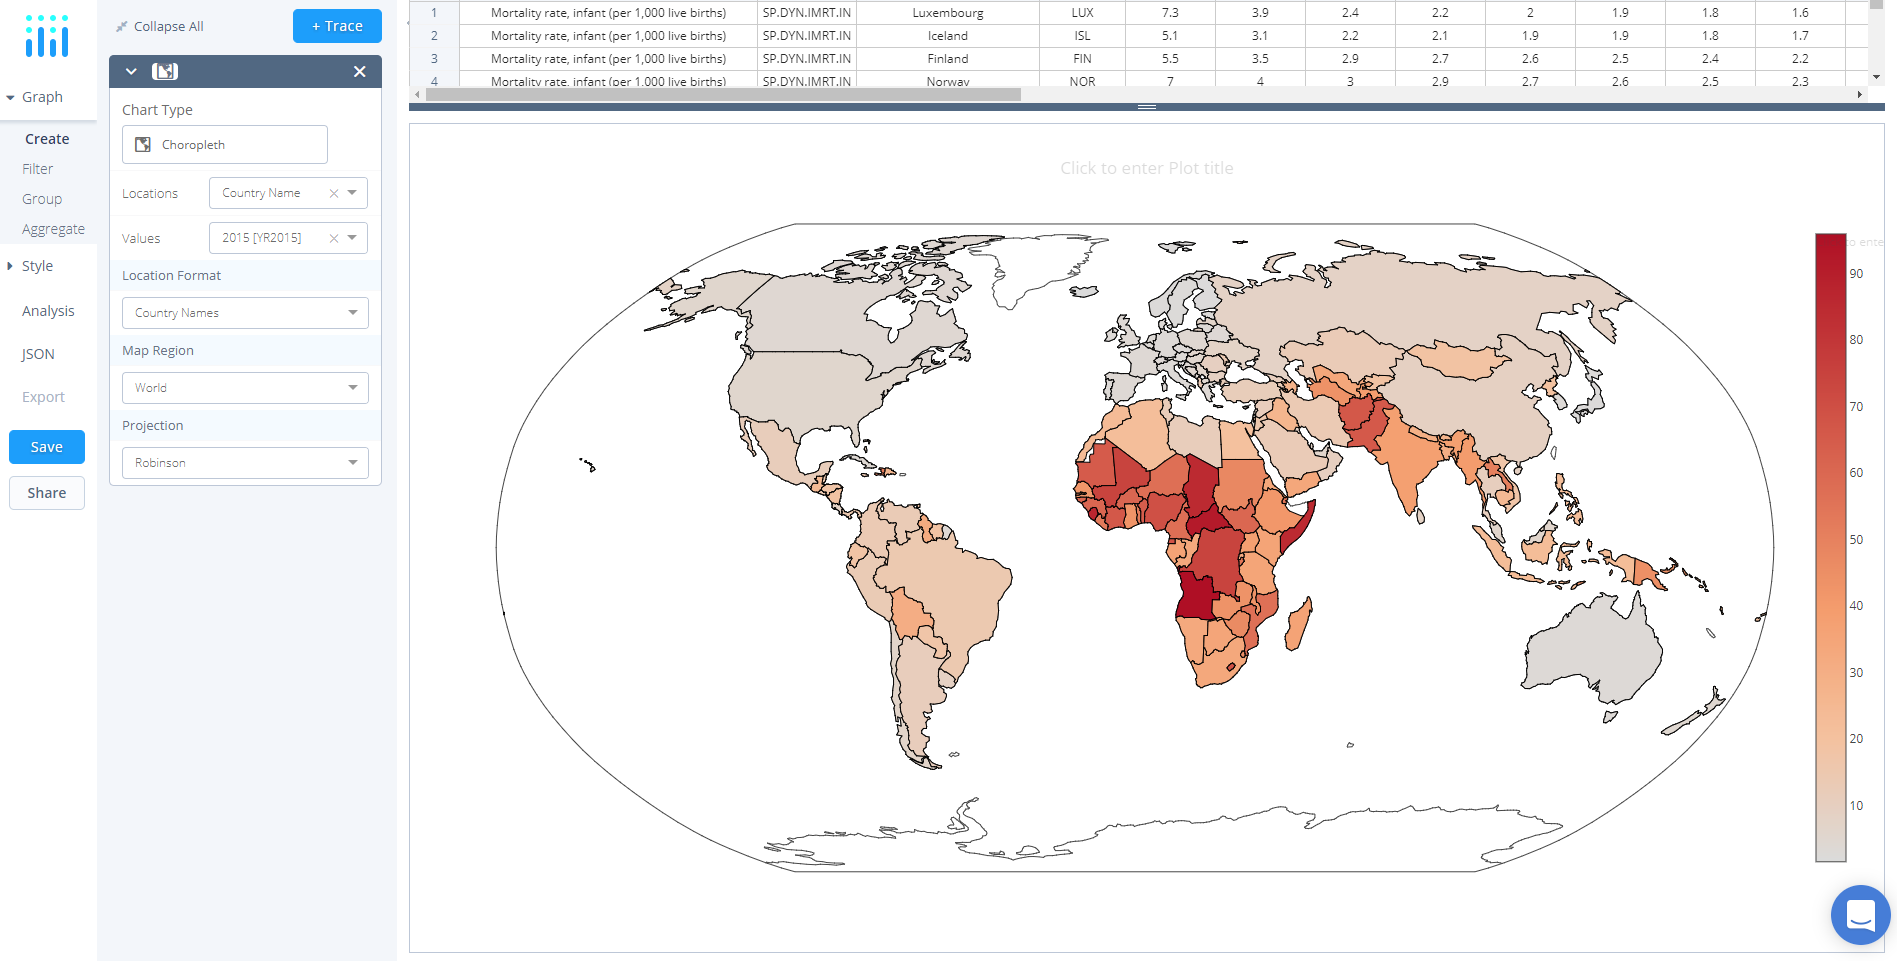 Collapse All
+ Trace
Graph
Create
Filter
Group
Aggregate
Style
Analysis
JSON
Export
Save
Share
Chart Type
Choropleth
Locations
Country Name
Values
2015 [YR2015]
Location Format
Country Names
Map Region
World
Projection
Robinson
1 Mortality rate, infant (per 1,000 live births) SP.DYN.IMRT.IN Luxembourg LUX 7.3 3.9 2.4 2.2 2 1.9 1.8 1.6
2 Mortality rate, infant (per 1,000 live births) SP.DYN.IMRT.IN Iceland ISL 5.1 3.1 2.2 2.1 1.9 1.9 1.8 1.7
3 Mortality rate, infant (per 1,000 live births) SP.DYN.IMRT.IN Finland FIN 5.5 3.5 2.9 2.7 2.6 2.5 2.4 2.2
4 Mortality rate, infant (per 1,000 live births) SP.DYN.IMRT.IN Norway NOR 7 4 3 2.9 2.7 2.6 2.5 2.3
Click to enter Plot title
to ente
90
80
70
60
50
40
30
20
10